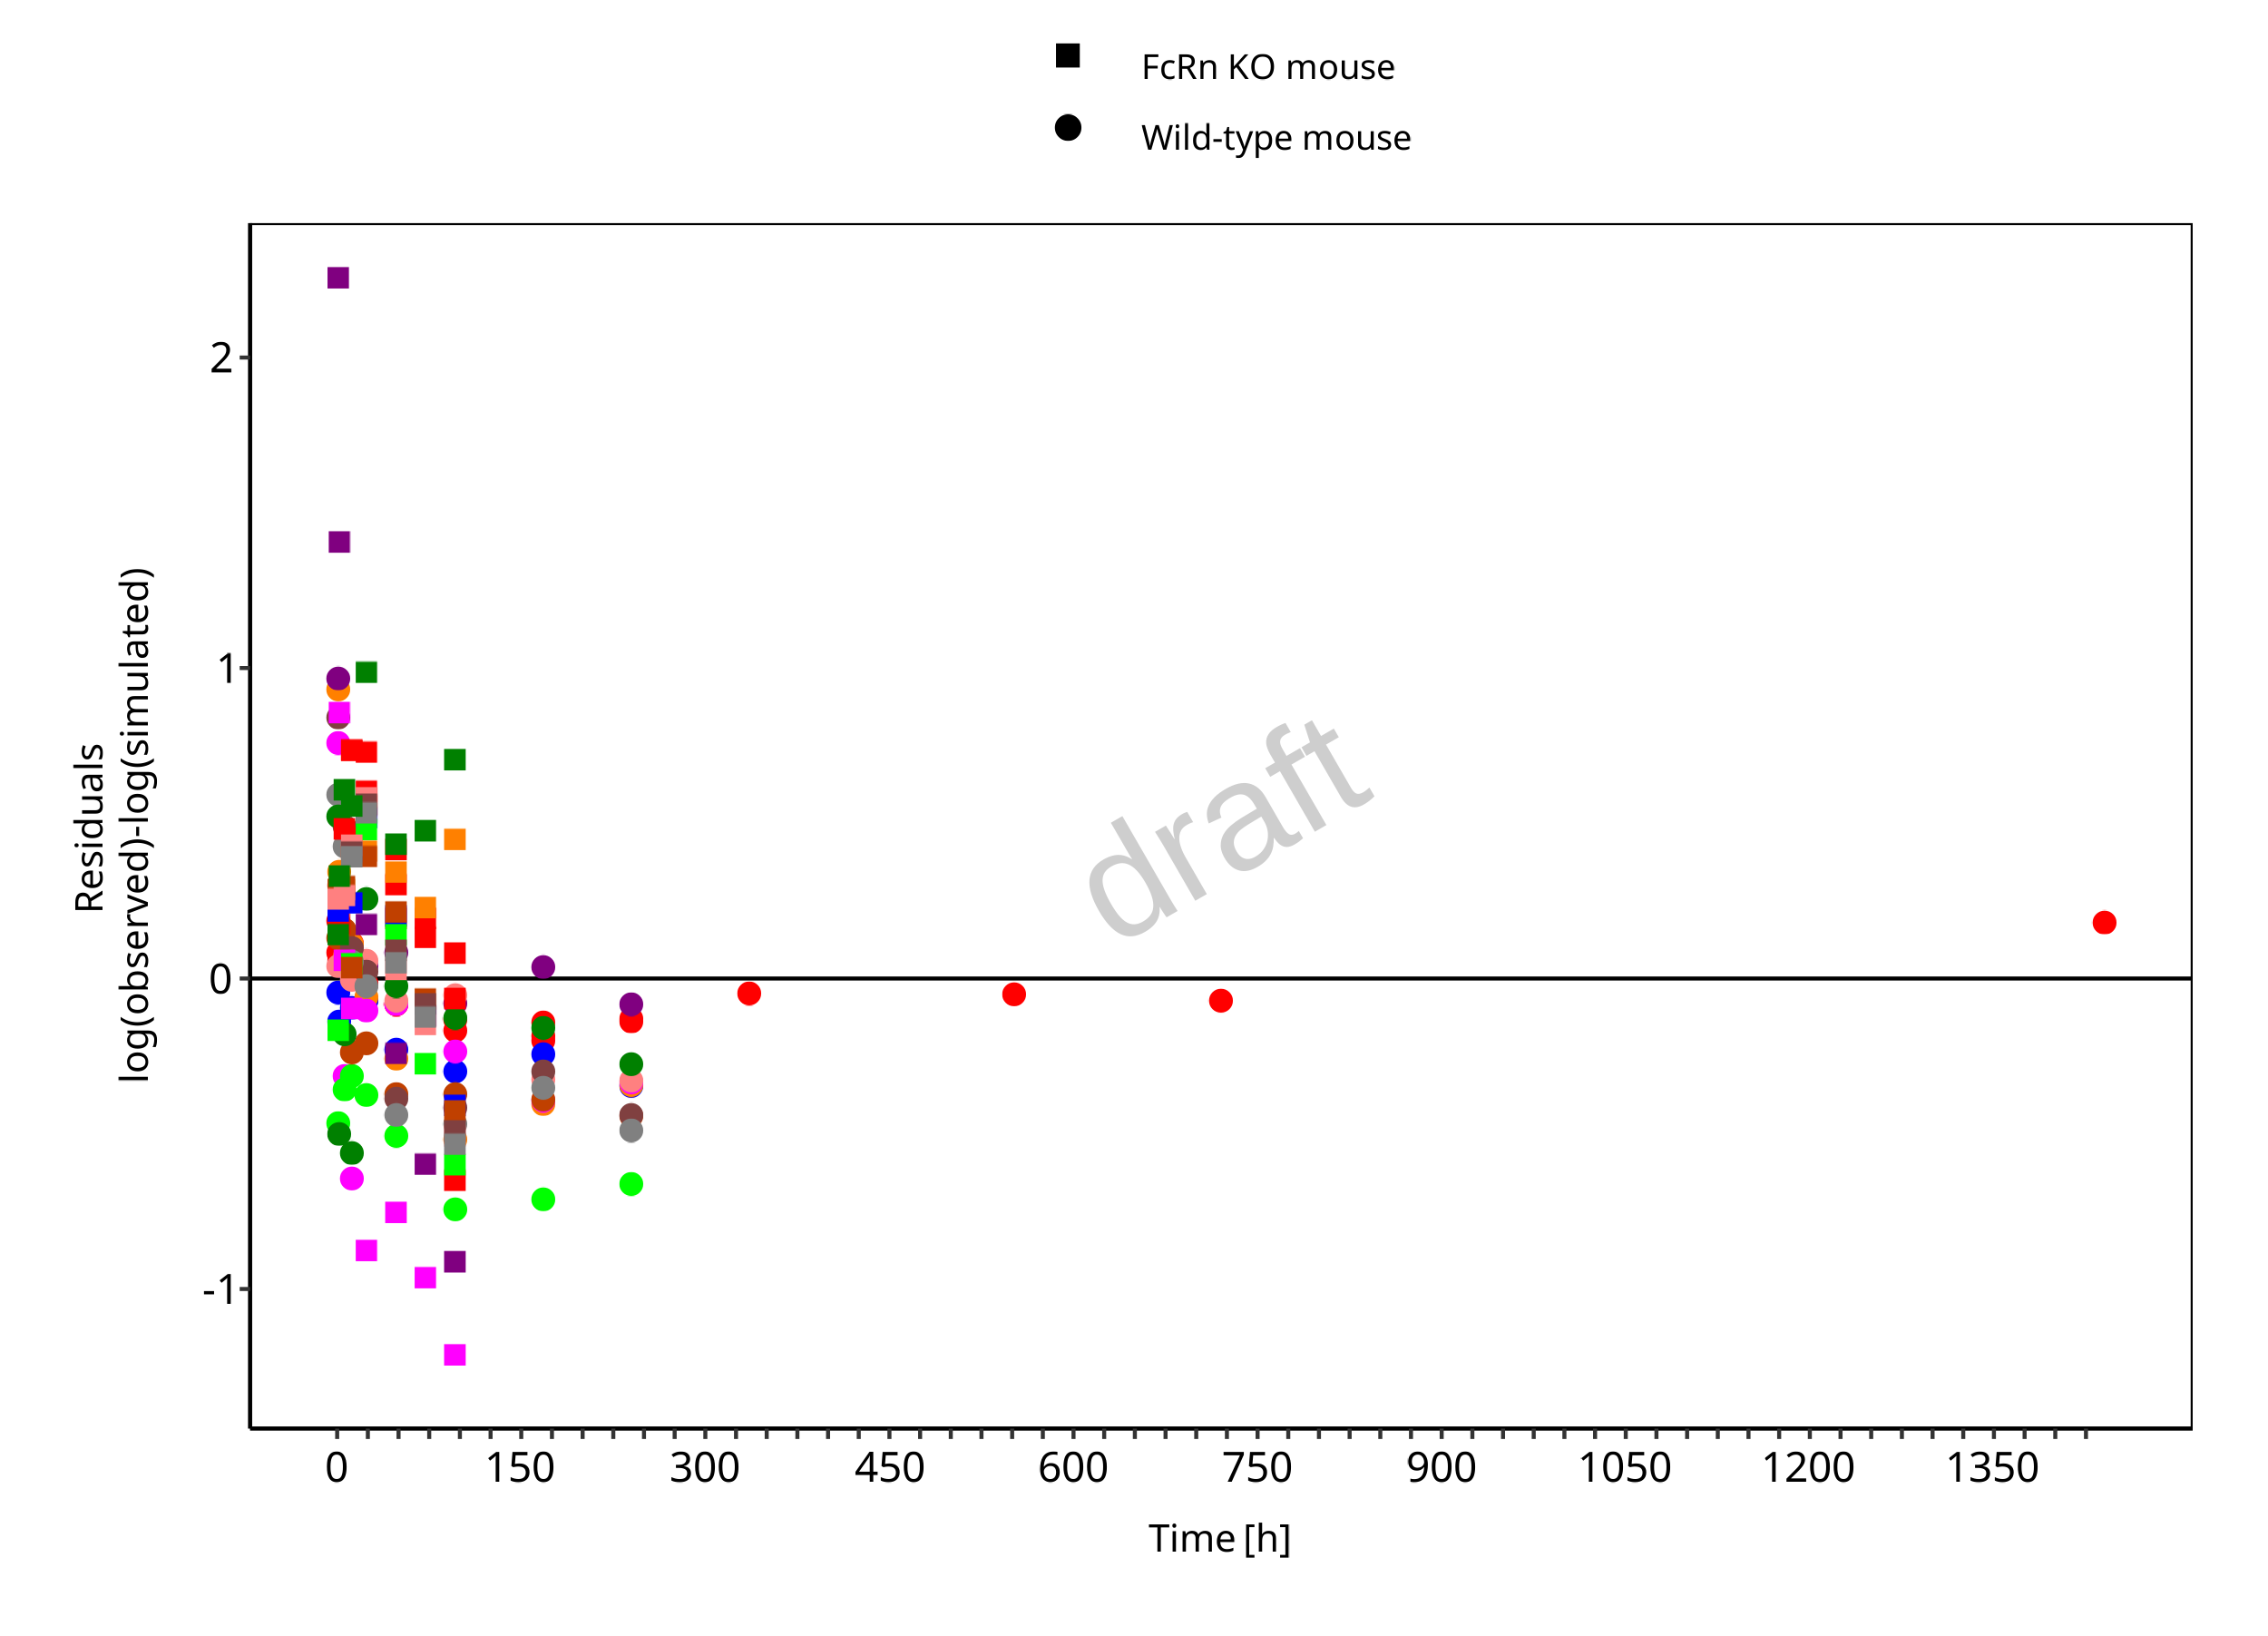 FcRn KO mouse
Wild-type mouse
Residuals
log(observed)-log(simulated)
2
1
0
-1
draft
0 150 300 450 600 750 900 1050 1200 1350
Time [h]